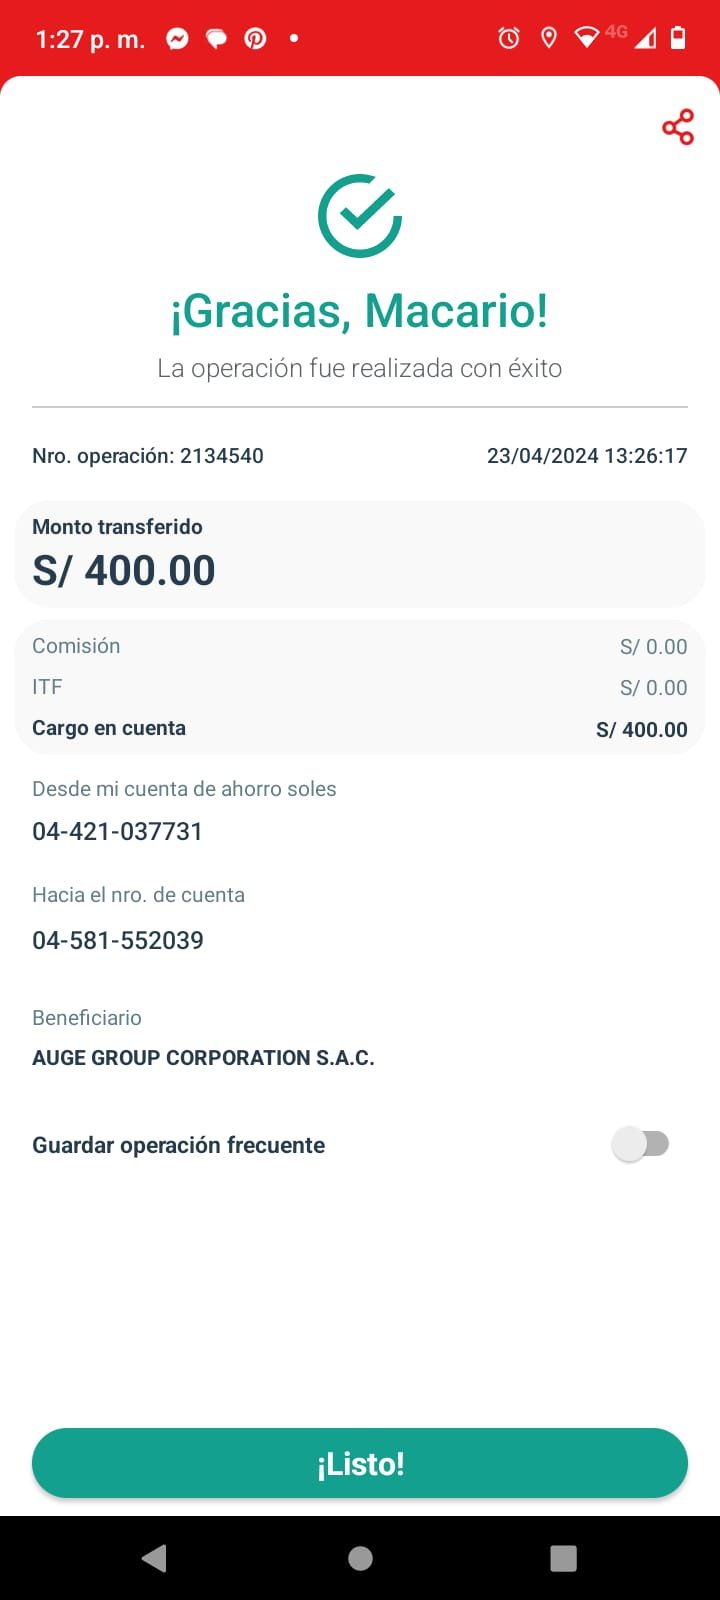 1:27 p. m.
4G
¡Gracias, Macario!
La operación fue realizada con éxito
Nro. operación: 2134540 23/04/2024 13:26:17
Monto transferido
S/ 400.00
Comisión S/ 0.00
ITF S/ 0.00
Cargo en cuenta S/ 400.00
Desde mi cuenta de ahorro soles
04-421-037731
Hacia el nro. de cuenta
04-581-552039
Beneficiario
AUGE GROUP CORPORATION S.A.C.
Guardar operación frecuente
¡Listo!